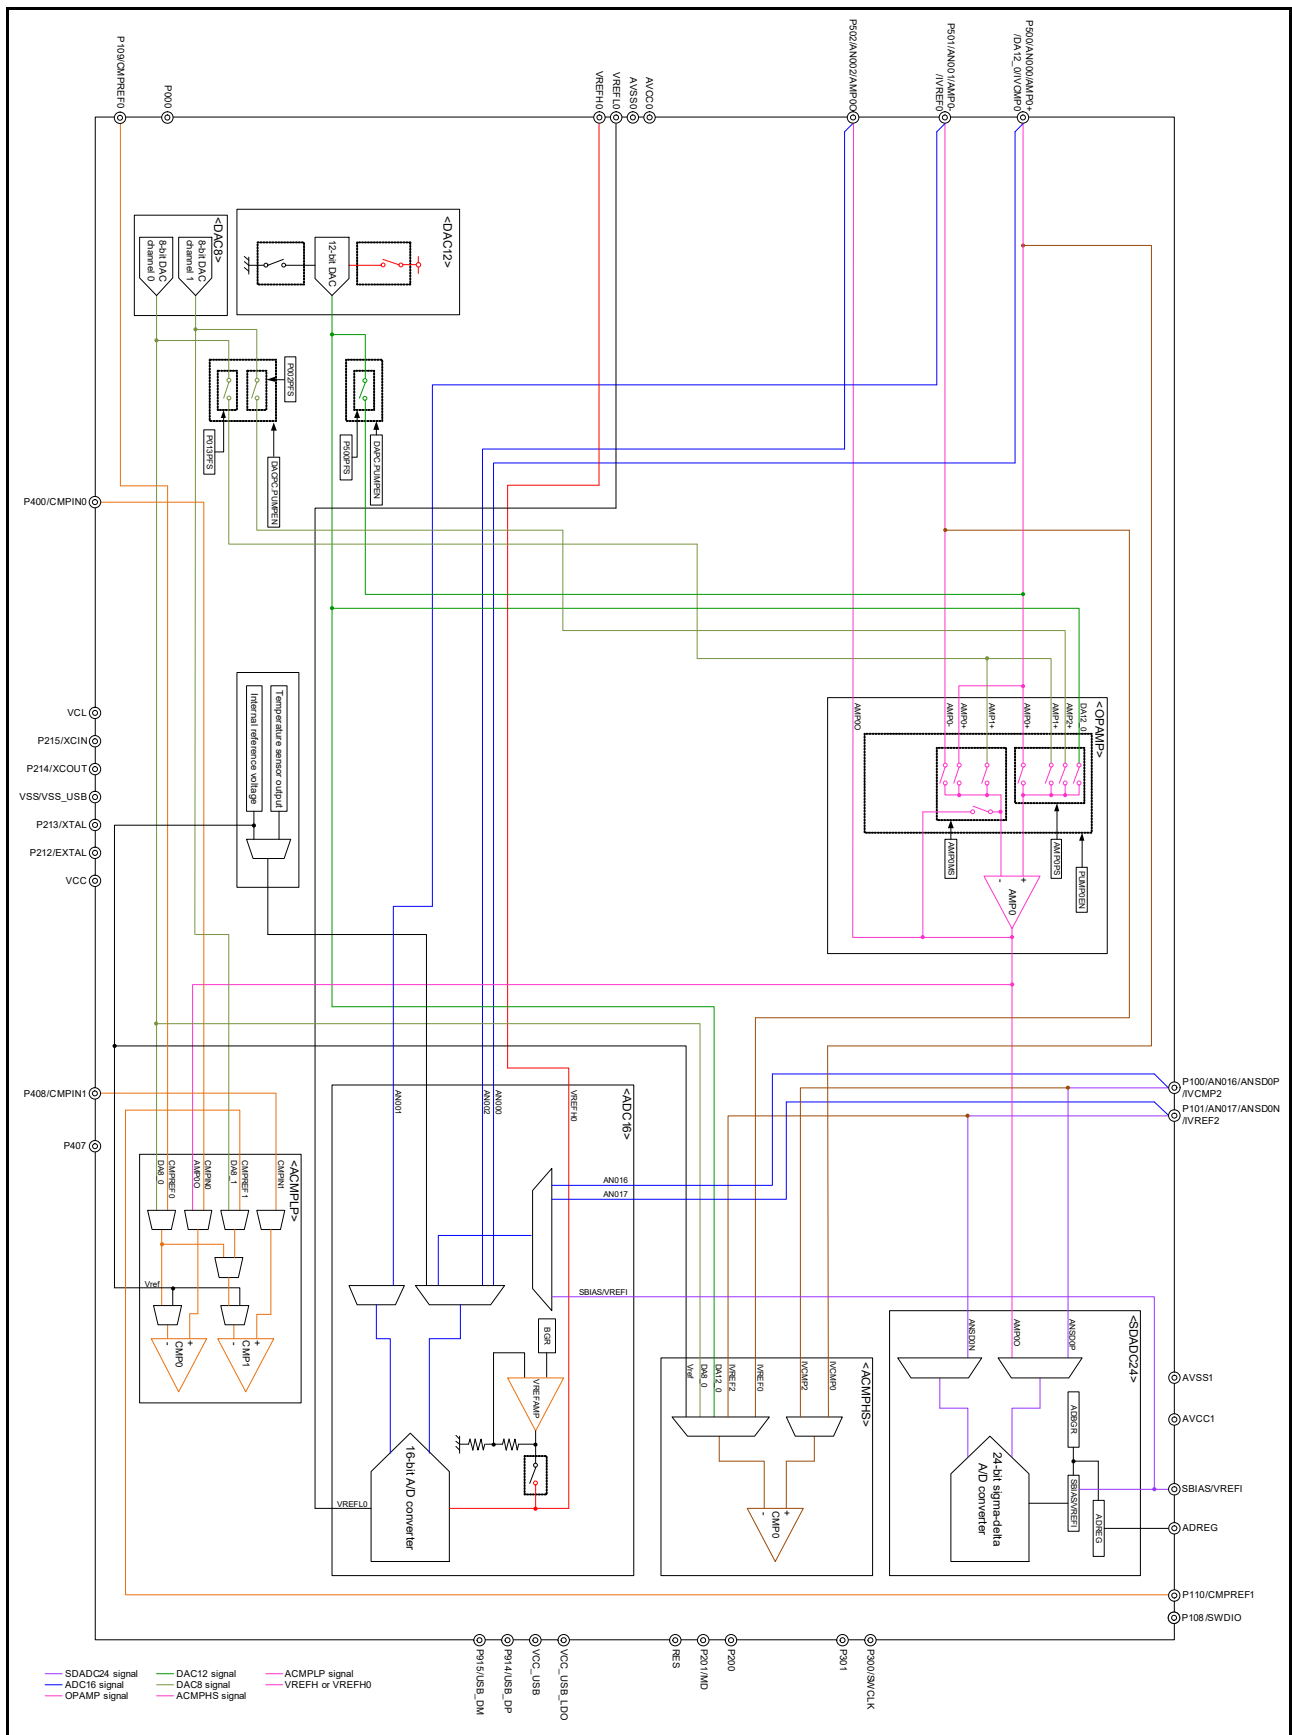 P109/CMPREF0
P000
VREFH0
VREFL0
AVSS0
AVCC0
P502/AN002/AMP0O
P501/AN001/AMP0-
/IVREF0
P500/AN000/AMP0+
/DA12_0/IVCMP0
<DAC8>
8-bit DAC
channel 1
8-bit DAC
channel 0
<DAC12>
12-bit DAC
P002PFS
P013PFS
DACPC.PUMPEN
P500PFS
DAPC.PUMPEN
P400/CMPIN0
VCL
P215/XCIN
P214/XCOUT
VSS/VSS_USB
P213/XTAL
P212/EXTAL
VCC
Temperature sensor output
Internal reference voltage
<OPAMP>
AMP0O
AMP0-
AMP0+
AMP1+
AMP0+
AMP1+
AMP2+
DA12_0
AMP0MS
AMP0PS
PUMP0EN
-
+
AMP0
P408/CMPIN1
P407
P100/AN016/ANSD0P
/IVCMP2
P101/AN017/ANSD0N
/IVREF2
<ACMPLP>
DA8_0
CMPREF0
AMP0O
CMPIN0
DA8_1
CMPREF1
CMPIN1
Vref
-
+
CMP0
-
+
CMP1
<ADC16>
AN001
AN002
AN000
VREFH0
AN016
AN017
SBIAS/VREFI
BGR
VREFAMP
16-bit A/D converter
VREFL0
<ACMPHS>
Vref
DA8_0
DA12_0
IVREF2
IVREF0
IVCMP2
IVCMP0
-
+
CMP0
<SDADC24>
ANSD0N
AMP0O
ANSD0P
24-bit sigma-delta
A/D converter
ADBGR
SBIAS/VREFI
ADREG
AVSS1
AVCC1
SBIAS/VREFI
ADREG
P110/CMPREF1
P108/SWDIO
P915/USB_DM
P914/USB_DP
VCC_USB
VCC_USB_LDO
RES
P201/MD
P200
P301
P300/SWCLK
SDADC24 signal
ADC16 signal
OPAMP signal
DAC12 signal
DAC8 signal
ACMPHS signal
ACMPLP signal
VREFH or VREFH0